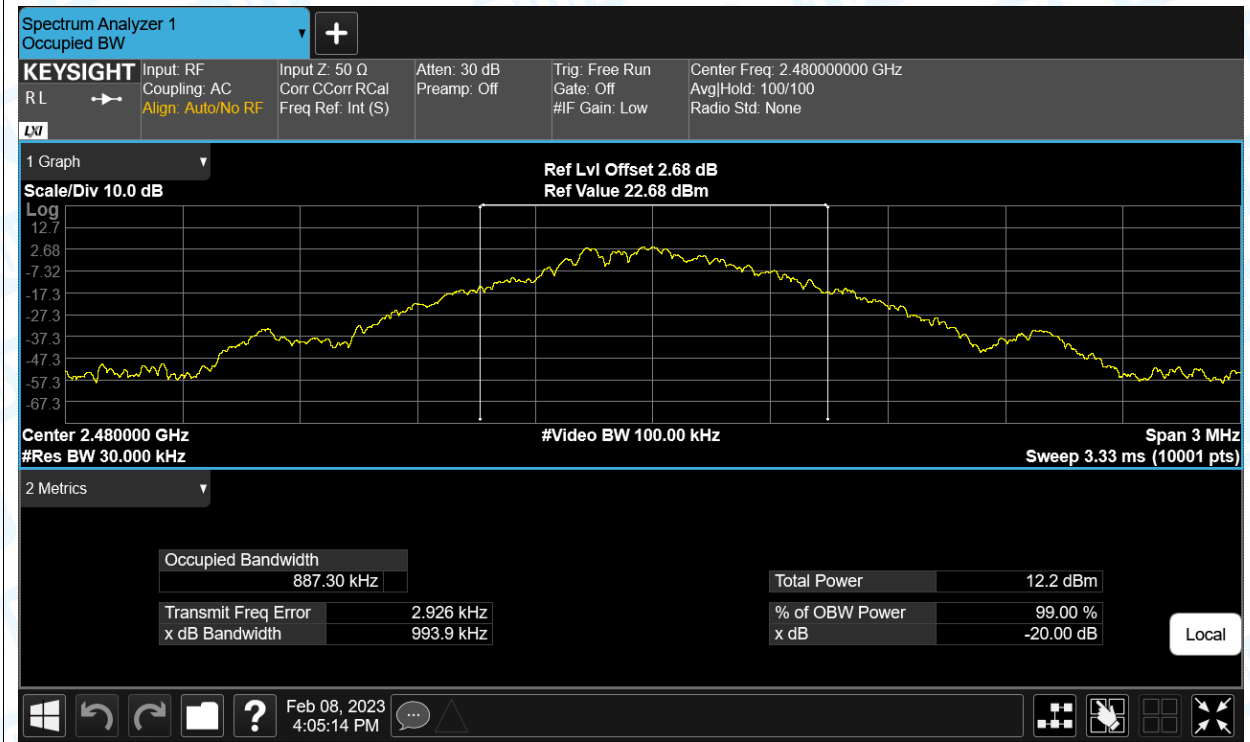 Spectrum Analyzer 1
Occupied BW
KEYSIGHT
R L
LXI
Input: RF
Coupling: AC
Align: Auto/No RF
Input Z: 50 Ω
Corr CCorr RCal
Freq Ref: Int (S)
Atten: 30 dB
Preamp: Off
Trig: Free Run
Gate: Off
#IF Gain: Low
Center Freq: 2.480000000 GHz
Avg|Hold: 100/100
Radio Std: None
1 Graph
Scale/Div 10.0 dB
Ref Lvl Offset 2.68 dB
Ref Value 22.68 dBm
Log
12.7
2.68
-7.32
-17.3
-27.3
-37.3
-47.3
-57.3
-67.3
Center 2.480000 GHz
#Video BW 100.00 kHz
Span 3 MHz
#Res BW 30.000 kHz
Sweep 3.33 ms (10001 pts)
2 Metrics
Occupied Bandwidth
887.30 kHz
Transmit Freq Error 2.926 kHz
x dB Bandwidth 993.9 kHz
Total Power 12.2 dBm
% of OBW Power 99.00 %
x dB -20.00 dB
Local
?
Feb 08, 2023
4:05:14 PM